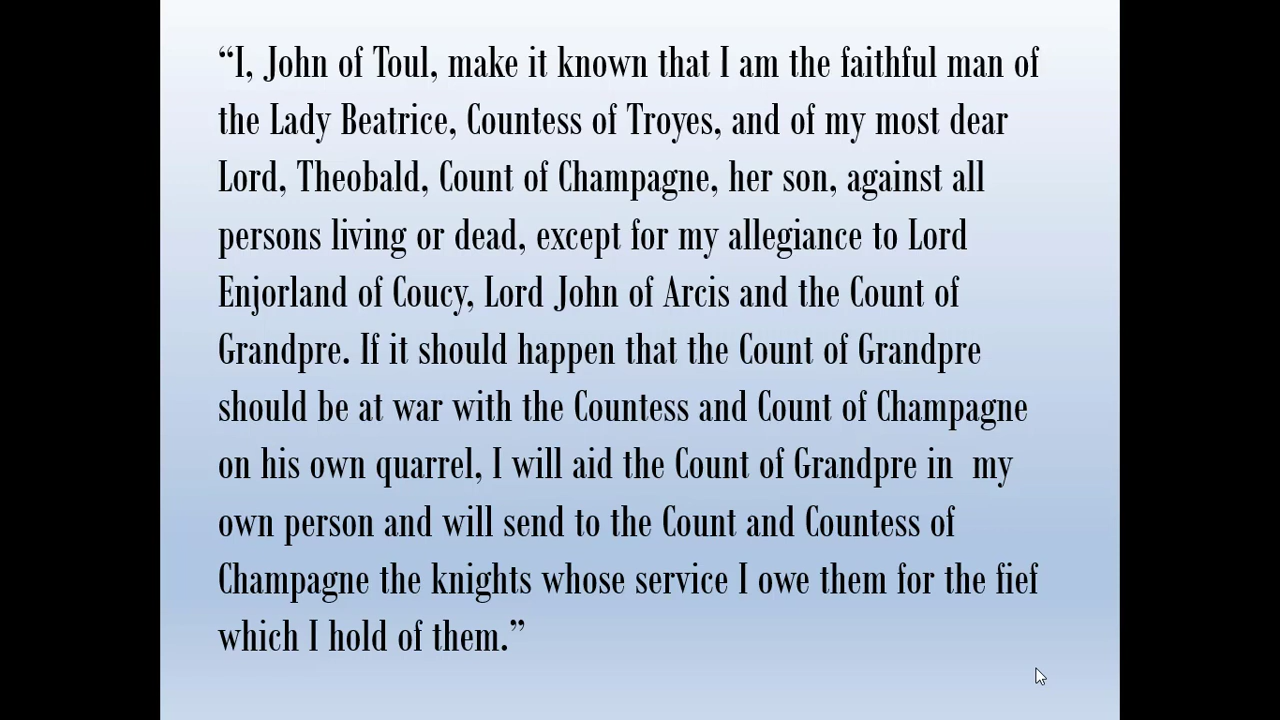 “I, John of Toul, make it known that I am the faithful man of
the Lady Beatrice, Countess of Troyes, and of my most dear
Lord, Theobald, Count of Champagne, her son, against all
persons living or dead, except for my allegiance to Lord
Enjorland of Coucy, Lord John of Arcis and the Count of
Grandpre. If it should happen that the Count of Grandpre
should be at war with the Countess and Count of Champagne
on his own quarrel, I will aid the Count of Grandpre in  my
own person and will send to the Count and Countess of
Champagne the knights whose service I owe them for the fief
which I hold of them.”